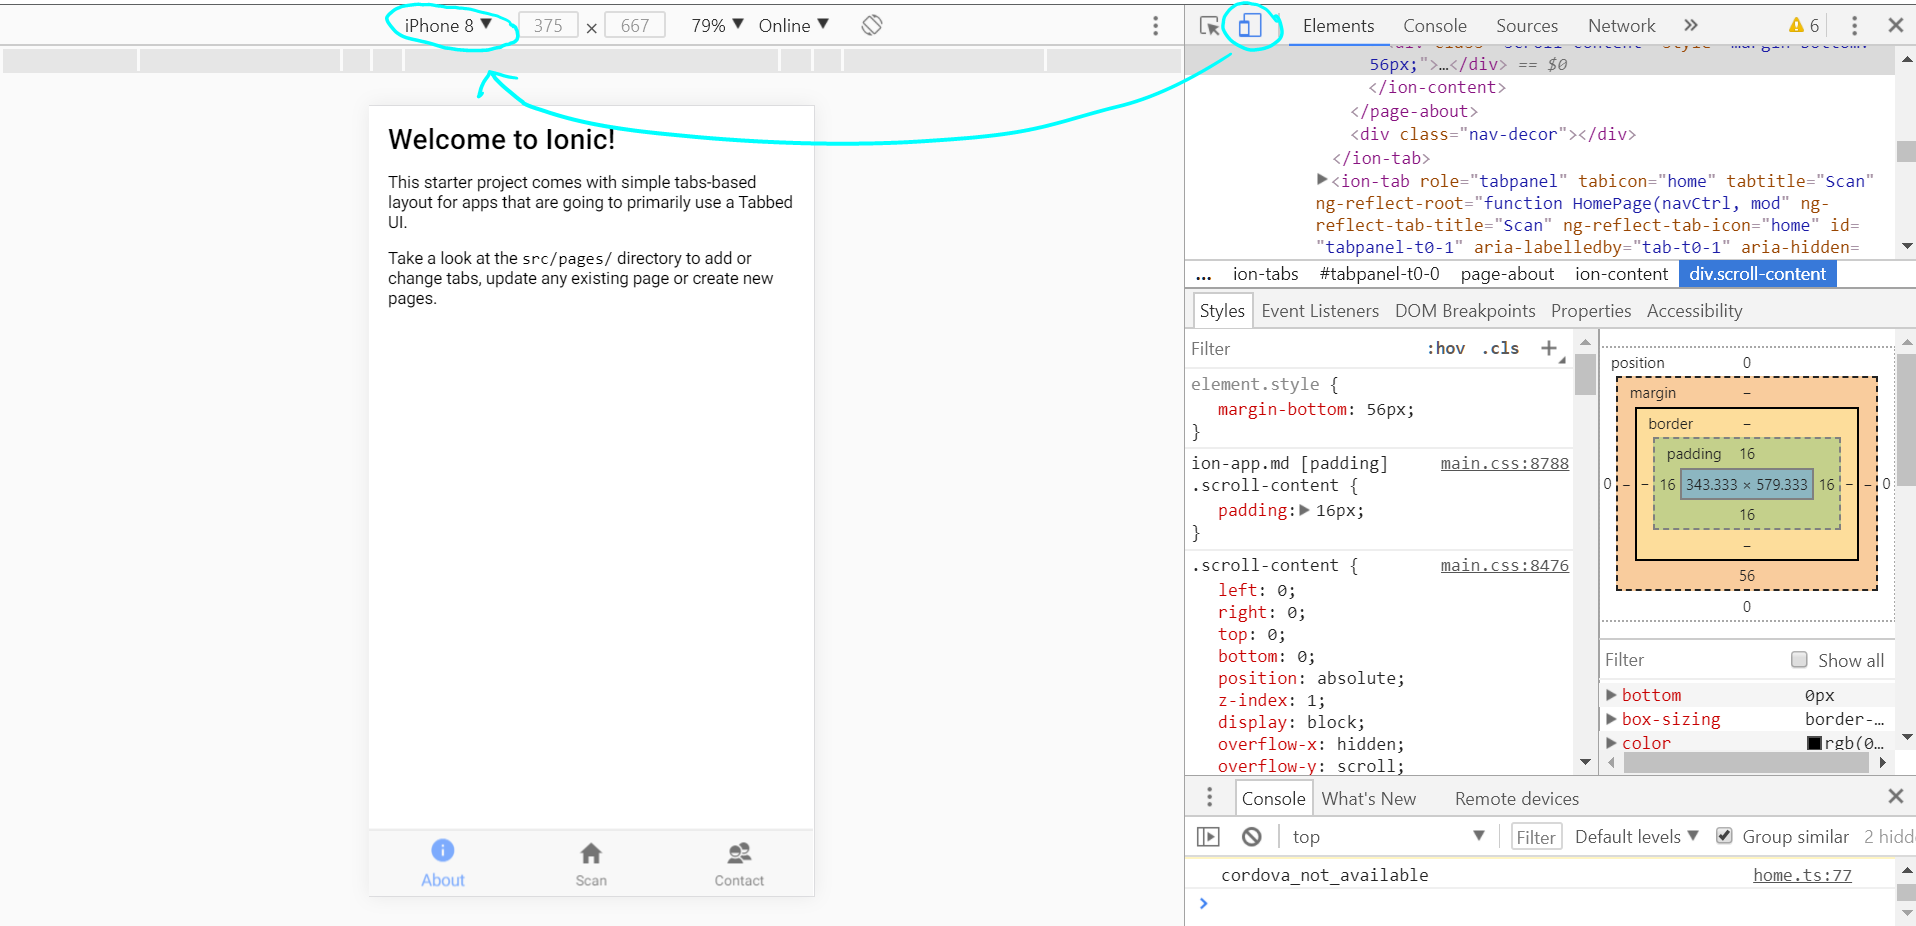 iPhone 8 ▼ 375 × 667 79% ▼ Online ▼
Elements Console Sources Network » 6
56px;">…</div> == $0
</ion-content>
</page-about>
<div class="nav-decor"></div>
</ion-tab>
<ion-tab role="tabpanel" tabicon="home" tabtitle="Scan"
ng-reflect-root="function HomePage(navCtrl, mod" ng-
reflect-tab-title="Scan" ng-reflect-tab-icon="home" id=
"tabpanel-t0-1" aria-labelledby="tab-t0-1" aria-hidden=
... ion-tabs #tabpanel-t0-0 page-about ion-content div.scroll-content
Welcome to Ionic!
This starter project comes with simple tabs-based
layout for apps that are going to primarily use a Tabbed
UI.
Take a look at the src/pages/ directory to add or
change tabs, update any existing page or create new
pages.
About Scan Contact
Styles Event Listeners DOM Breakpoints Properties Accessibility
Filter :hov .cls +
element.style {
margin-bottom: 56px;
}
ion-app.md [padding] main.css:8788
.scroll-content {
padding: 16px;
}
.scroll-content { main.css:8476
left: 0;
right: 0;
top: 0;
bottom: 0;
position: absolute;
z-index: 1;
display: block;
overflow-x: hidden;
overflow-y: scroll;
position 0
margin –
border –
padding 16
0 – – 16 343.333 × 579.333 16 – – 0
16
–
56
0
Filter Show all
bottom 0px
box-sizing border-…
color rgb(0…
Console What's New Remote devices
top ▼ Filter Default levels ▼ Group similar 2 hidd
cordova_not_available home.ts:77